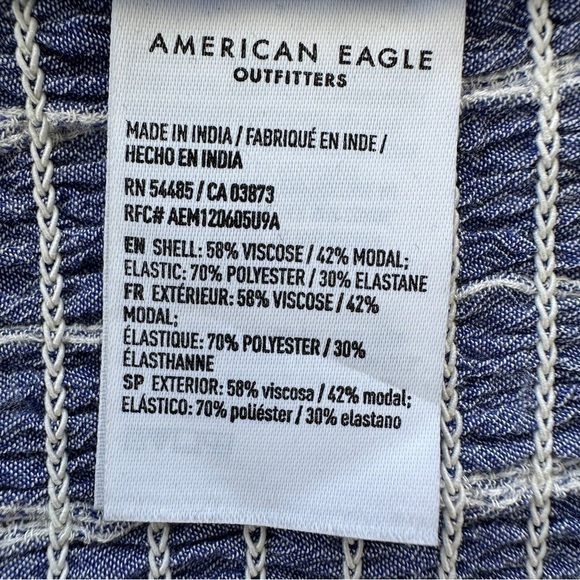 AMERICAN EAGLE
OUTFITTERS
MADE IN INDIA / FABRIQUÉ EN INDE /
HECHO EN INDIA
RN 54485 / CA 03873
RFC# AEM120605U9A
EN SHELL: 58% VISCOSE / 42% MODAL;
ELASTIC: 70% POLYESTER / 30% ELASTANE
FR EXTÉRIEUR: 58% VISCOSE / 42%
MODAL;
ÉLASTIQUE: 70% POLYESTER / 30%
ÉLASTHANNE
SP EXTERIOR: 58% viscosa / 42% modal;
ELÁSTICO: 70% poliéster / 30% elastano